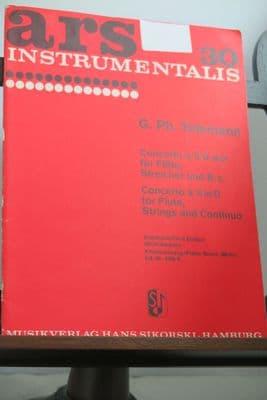 ars
30
INSTRUMENTALIS
G. Ph. Telemann
Concerto a 5 D-dur
für Flöte,
Streicher und B.c.
Concerto a 5 in D
for Flute,
Strings and Continuo
MUSIKVERLAG HANS SIKORSKI · HAMBURG